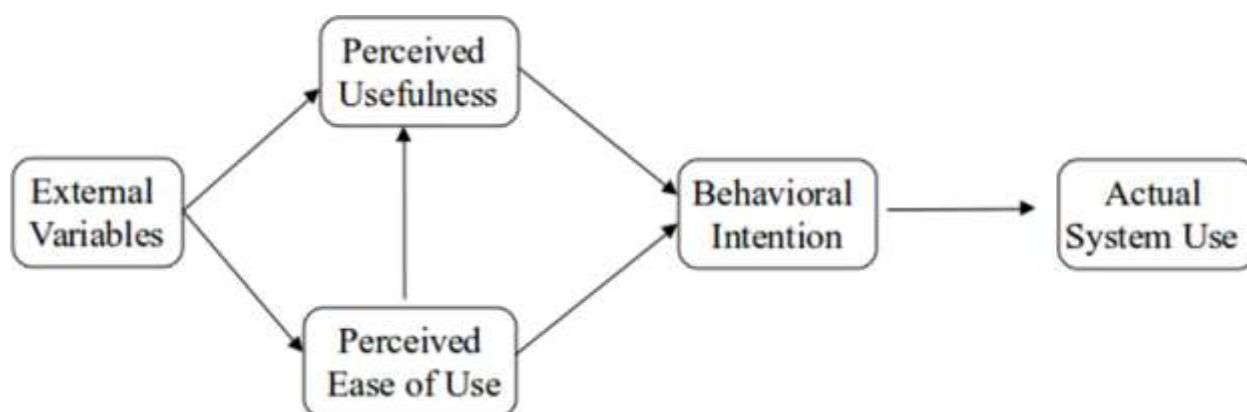 Perceived
Usefulness
External
Variables
Behavioral
Intention
Actual
System Use
Perceived
Ease of Use